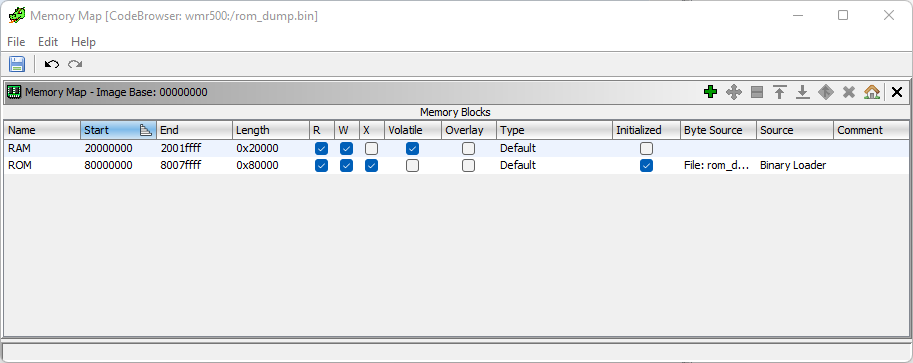 Memory Map [CodeBrowser: wmr500:/rom_dump.bin]
File Edit Help
Memory Map - Image Base: 00000000
Memory Blocks
Name Start End Length R W X Volatile Overlay Type Initialized Byte Source Source Comment
RAM 20000000 2001ffff 0x20000 Default
ROM 80000000 8007ffff 0x80000 Default File: rom_d... Binary Loader